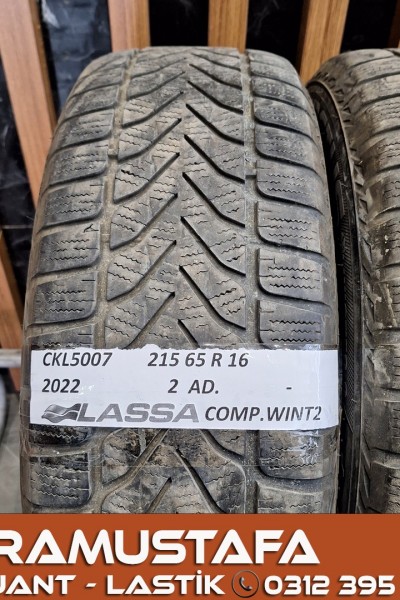 CKL5007 215 65 R 16
2022 2 AD. -
LASSA COMP.WINT2
RAMUSTAFA
JANT - LASTİK 0312 395